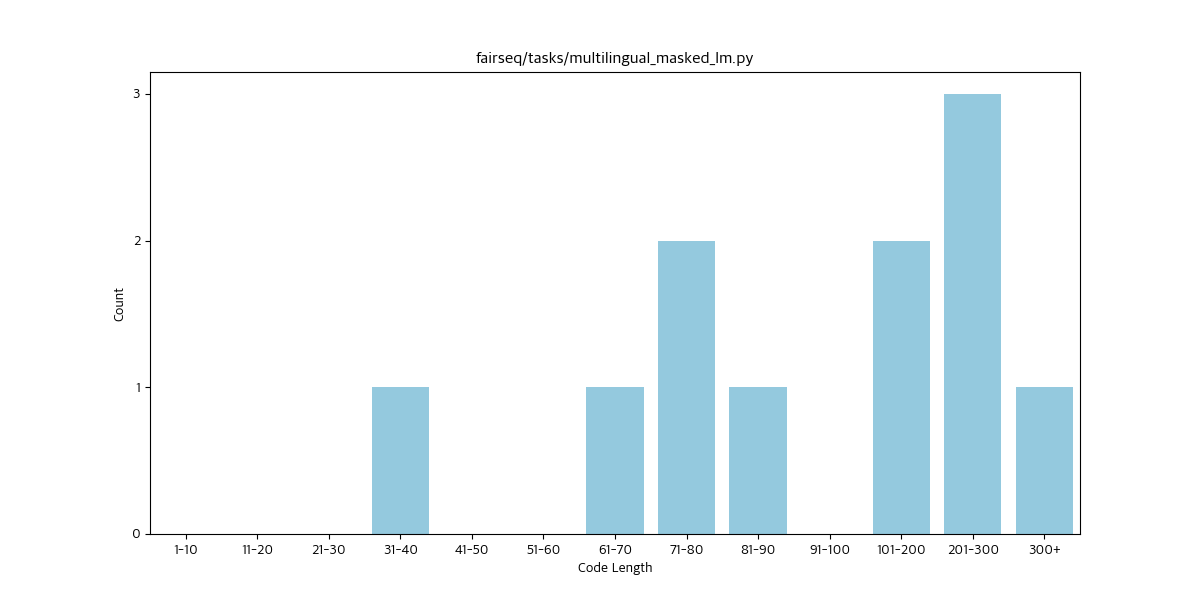 fairseq/tasks/multilingual_masked_lm.py
3
2
1
0
Count
1-10 11-20 21-30 31-40 41-50 51-60 61-70 71-80 81-90 91-100 101-200 201-300 300+
Code Length